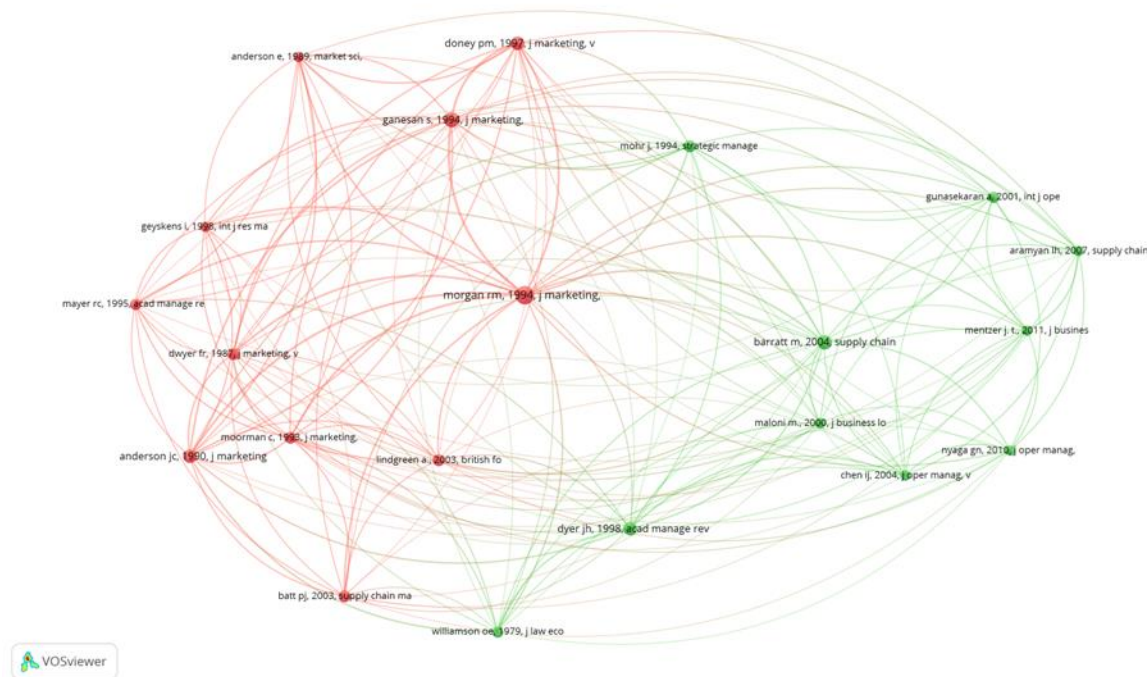 doney pm, 1997, j marketing, v
anderson e, 1989, market sci,
ganesan s, 1994, j marketing,
mohr j, 1994, strategic manage
gunasekaran a, 2001, int j ope
geyskens i, 1998, int j res ma
aramyan lh, 2007, supply chain
morgan rm, 1994, j marketing,
mayer rc, 1995, acad manage re
mentzer j. t., 2011, j busines
barratt m, 2004, supply chain
dwyer fr, 1987, j marketing, v
maloni m., 2000, j business lo
moorman c, 1993, j marketing,
nyaga gn, 2010, j oper manag,
anderson jc, 1990, j marketing
lindgreen a., 2003, british fo
chen ij, 2004, j oper manag, v
dyer jh, 1998, acad manage rev
batt pj, 2003, supply chain ma
williamson oe, 1979, j law eco
VOSviewer